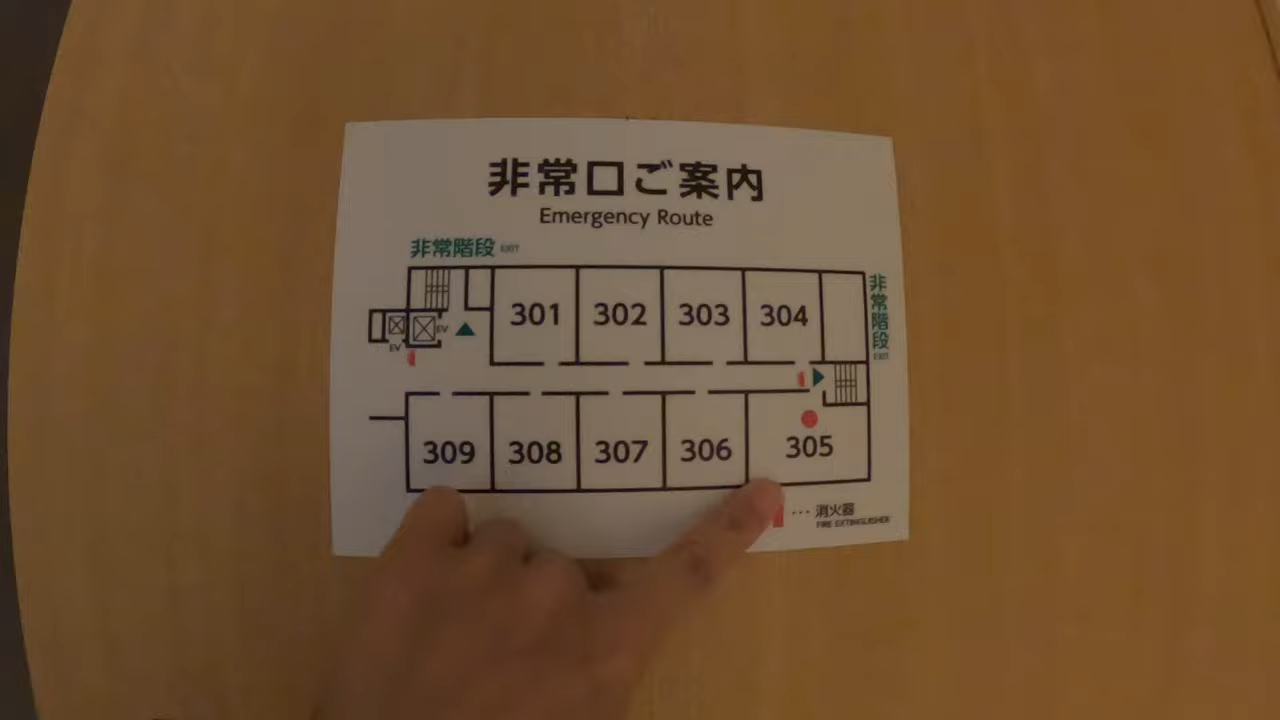 非常口ご案内
Emergency Route
非常階段 EXIT
301 302 303 304
非常階段
EXIT
EV
EV
309 308 307 306 305
… 消火器
FIRE EXTINGUISHER